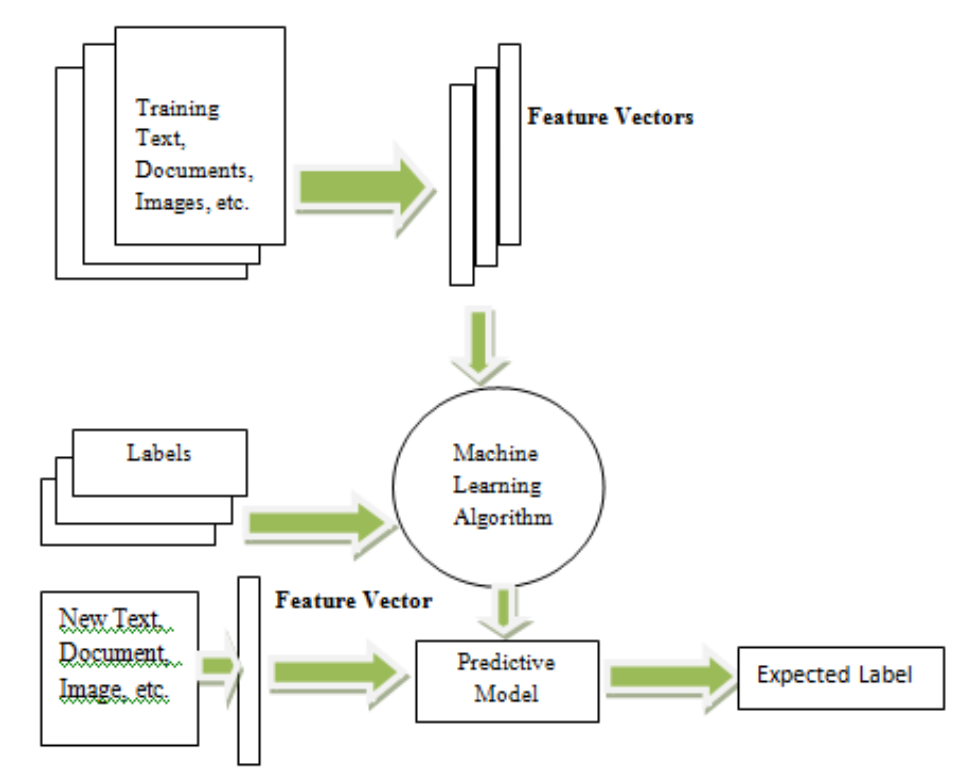 Training
Text,
Documents,
Images, etc.
Feature Vectors
Labels
Machine
Learning
Algorithm
New Text,
Document,
Image, etc.
Feature Vector
Predictive
Model
Expected Label